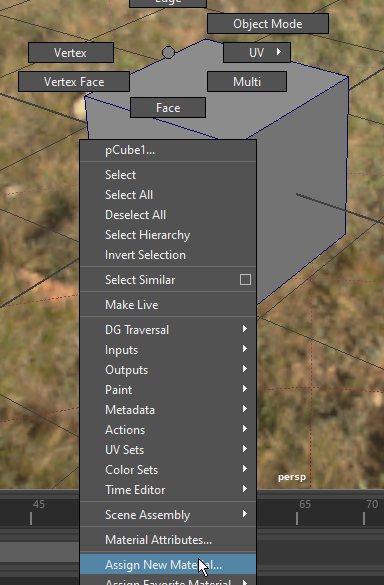 Edge
Object Mode
Vertex
UV
Vertex Face
Multi
Face
pCube1...
Select
Select All
Deselect All
Select Hierarchy
Invert Selection
Select Similar
Make Live
DG Traversal
Inputs
Outputs
Paint
Metadata
Actions
UV Sets
Color Sets
Time Editor
persp
Scene Assembly
45
65
70
Material Attributes...
Assign New Material...
Assign Favorite Material